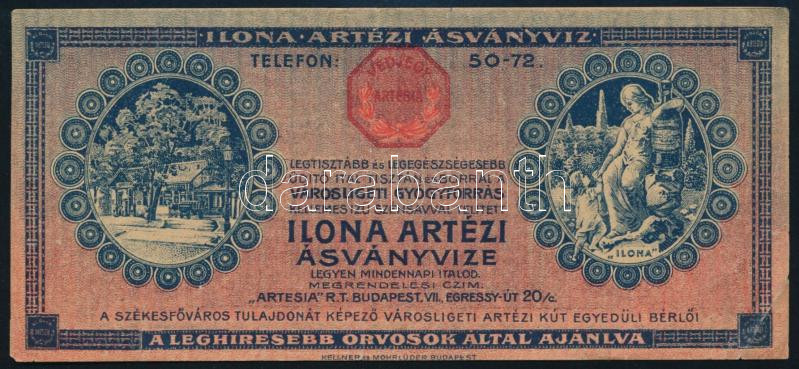 ILONA · ARTÉZI ÁSVÁNYVIZ
TELEFON: 50-72.
VÉDJEGY
ARTÉSIA
LEGTISZTÁBB és LEGEGÉSZSÉGESEBB
VÁROSLIGETI GYÓGYFORRÁS
darabanth
ILONA ARTÉZI
ÁSVÁNYVIZE
LEGYEN MINDENNAPI ITALOD.
MEGRENDELÉSI CZIM.
„ARTESIA" R.T. BUDAPEST, VII., EGRESSY-ÚT 20/c.
„ILONA"
A SZÉKESFŐVÁROS TULAJDONÁT KÉPEZŐ VÁROSLIGETI ARTÉZI KÚT EGYEDÜLI BÉRLŐI
A LEGHIRESEBB ORVOSOK ÁLTAL AJÁNLVA
KELLNER és MOHRLÜDER BUDAPEST